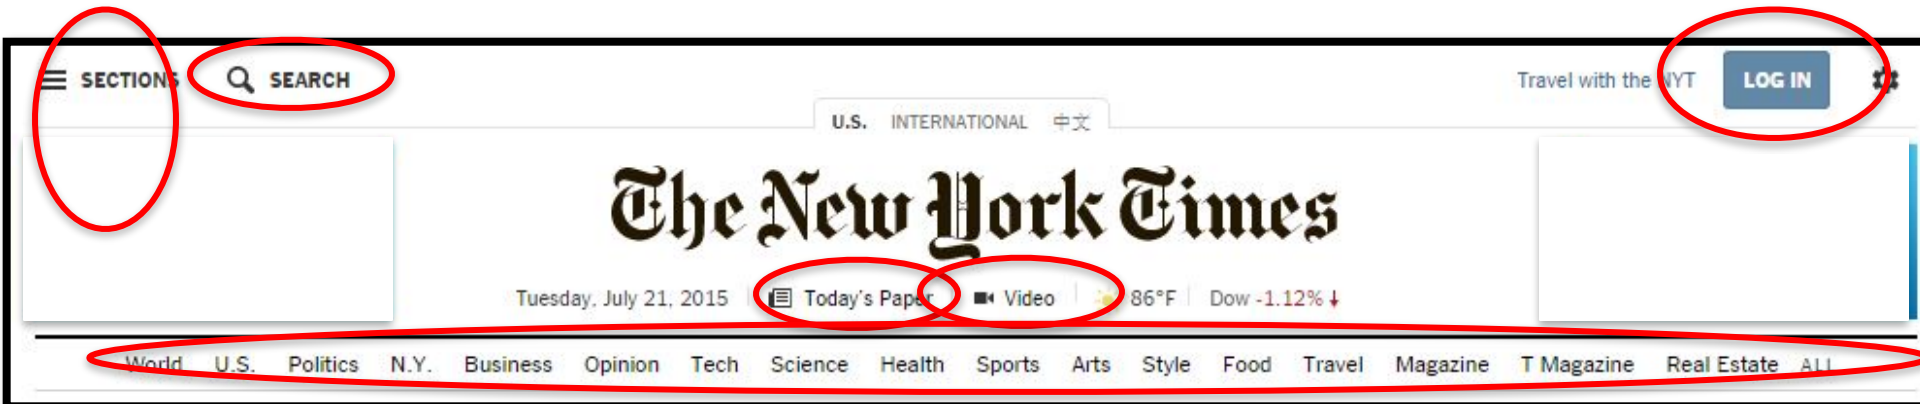 SECTIONS SEARCH Travel with the NYT LOG IN
U.S. INTERNATIONAL 中文
The New York Times
Tuesday, July 21, 2015 Today's Paper Video 86°F Dow -1.12%
World U.S. Politics N.Y. Business Opinion Tech Science Health Sports Arts Style Food Travel Magazine T Magazine Real Estate ALL